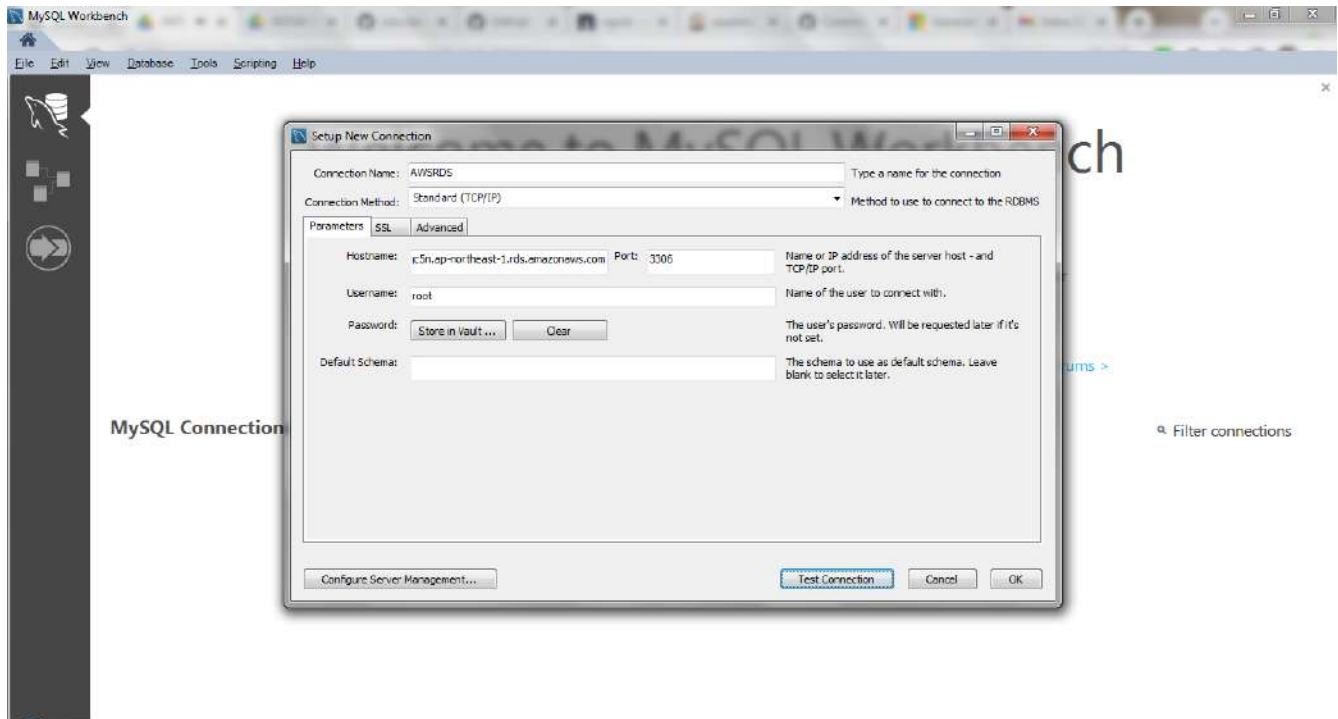 MySQL Workbench
File Edit View Database Tools Scripting Help
Setup New Connection
ch
Connection Name: AWSRDS Type a name for the connection
Connection Method: Standard (TCP/IP) Method to use to connect to the RDBMS
Parameters SSL Advanced
Hostname: c5n.ap-northeast-1.rds.amazonaws.com Port: 3306 Name or IP address of the server host - and
TCP/IP port.
Username: root Name of the user to connect with.
Password: Store in Vault ... Clear The user's password. Will be requested later if it's
not set.
Default Schema: The schema to use as default schema. Leave
blank to select it later.
ums >
MySQL Connection
Filter connections
Configure Server Management... Test Connection Cancel OK